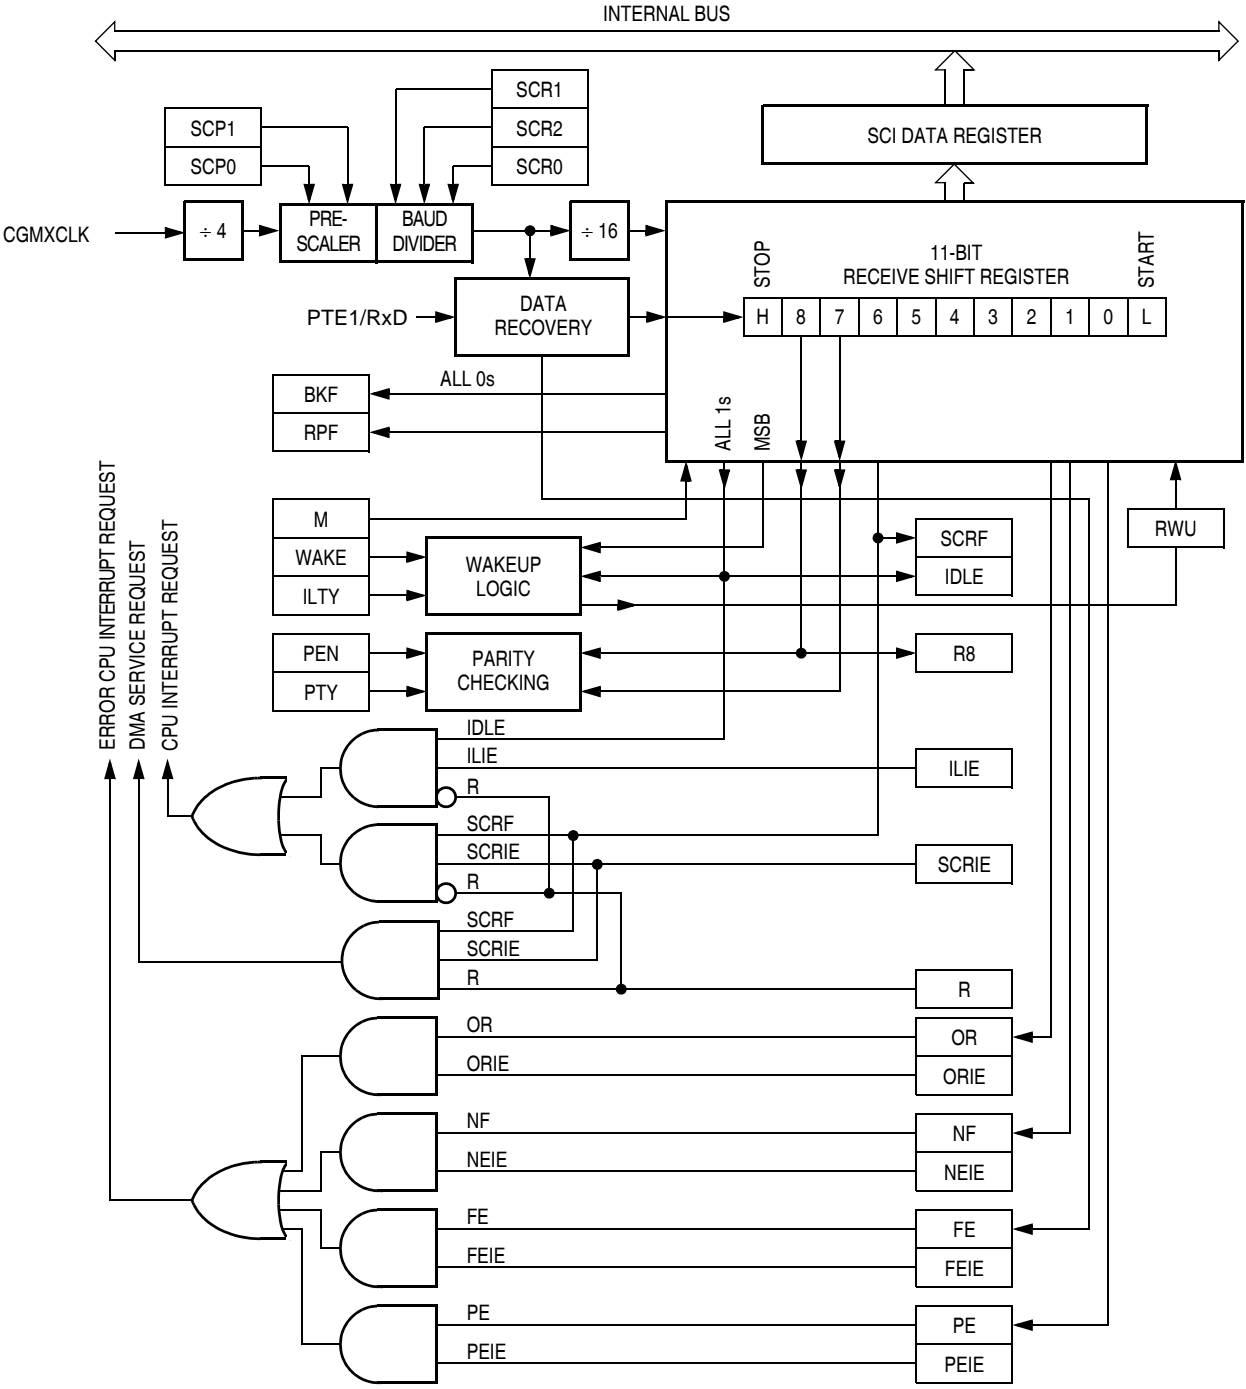 INTERNAL BUS
SCR1
SCR2
SCR0
SCP1
SCP0
SCI DATA REGISTER
CGMXCLK
÷ 4
PRE-
SCALER
BAUD
DIVIDER
÷ 16
STOP
11-BIT
RECEIVE SHIFT REGISTER
START
H 8 7 6 5 4 3 2 1 0 L
PTE1/RxD
DATA
RECOVERY
ALL 0s
BKF
RPF
ALL 1s
MSB
M
WAKE
ILTY
WAKEUP
LOGIC
SCRF
IDLE
RWU
PEN
PTY
PARITY
CHECKING
R8
ERROR CPU INTERRUPT REQUEST
DMA SERVICE REQUEST
CPU INTERRUPT REQUEST
IDLE
ILIE
R
ILIE
SCRF
SCRIE
R
SCRIE
SCRF
SCRIE
R
R
OR
ORIE
OR
ORIE
NF
NEIE
NF
NEIE
FE
FEIE
FE
FEIE
PE
PEIE
PE
PEIE